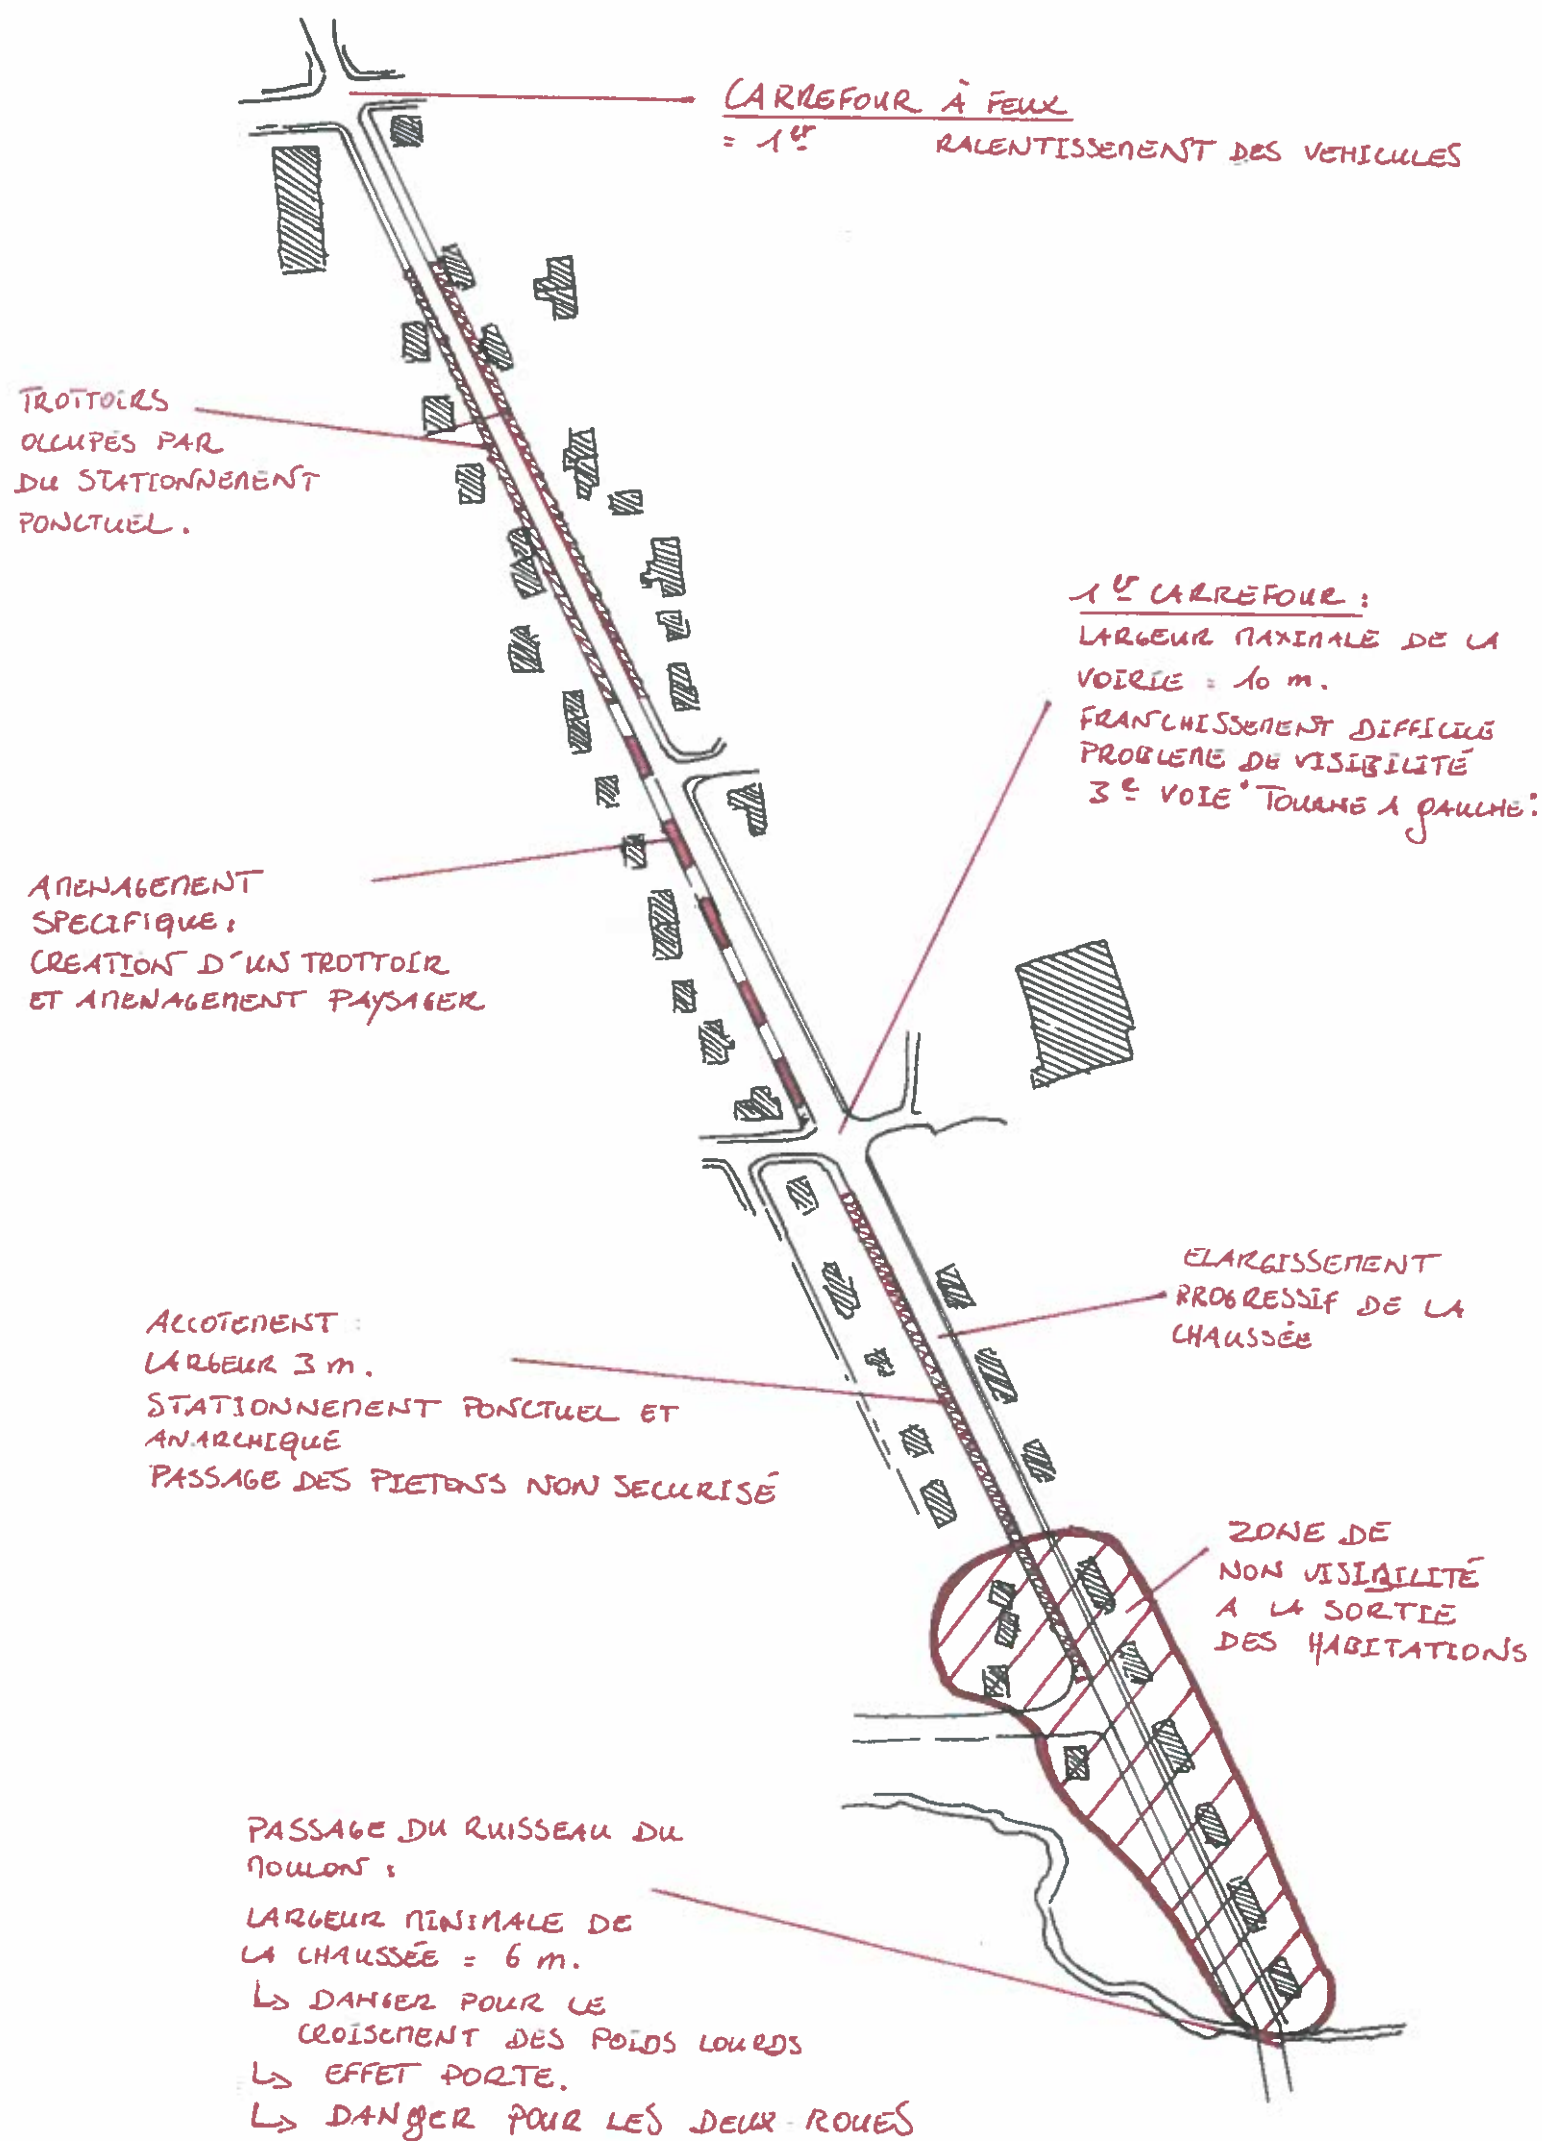 CARREFOUR À FEUX
= 1er RALENTISSEMENT DES VEHICULES
TROTTOIRS
OCCUPÉS PAR
DU STATIONNEMENT
PONCTUEL.
1er CARREFOUR :
LARGEUR MAXIMALE DE LA
VOIRIE = 10 m.
FRANCHISSEMENT DIFFICILE
PROBLEME DE VISIBILITÉ
3e VOIE "TOURNE A GAUCHE"
AMENAGEMENT
SPECIFIQUE :
CREATION D'UN TROTTOIR
ET AMENAGEMENT PAYSAGER
ELARGISSEMENT
PROGRESSIF DE LA
CHAUSSÉE
ACCOTEMENT :
LARGEUR 3 m.
STATIONNEMENT PONCTUEL ET
ANARCHIQUE
PASSAGE DES PIETONS NON SECURISÉ
ZONE DE
NON VISIBILITÉ
A LA SORTIE
DES HABITATIONS
PASSAGE DU RUISSEAU DU
MOULON :
LARGEUR MINIMALE DE
LA CHAUSSÉE = 6 m.
↳ DANGER POUR LE
CROISEMENT DES POIDS LOURDS
↳ EFFET PORTE.
↳ DANGER POUR LES DEUX-ROUES